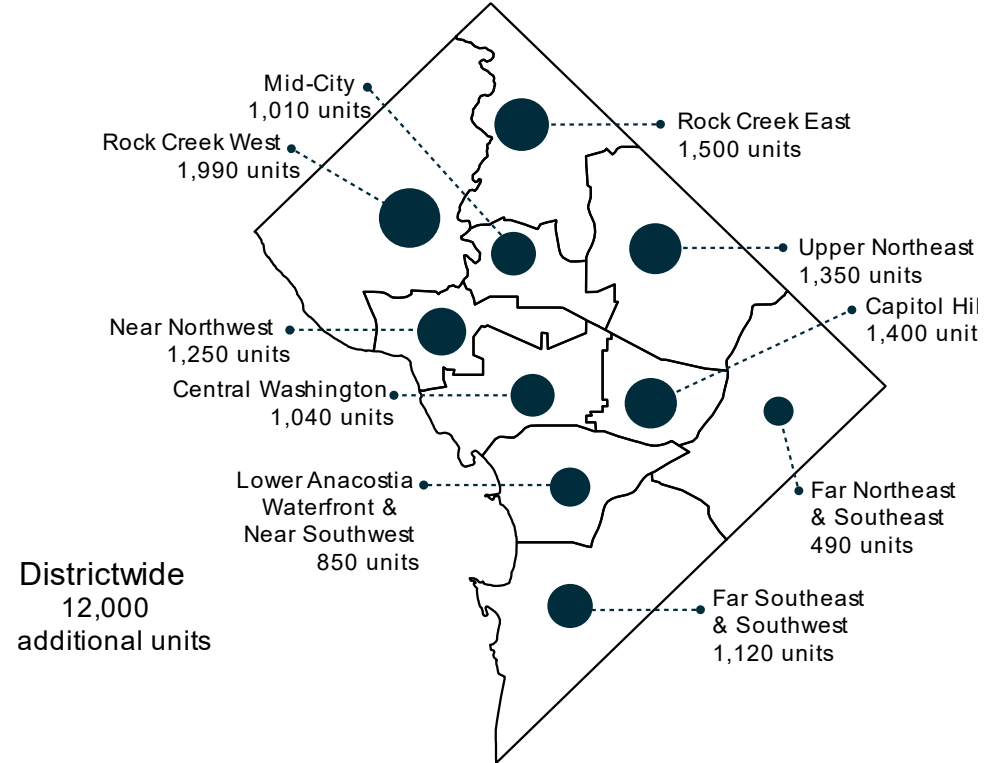 Mid-City
1,010 units
Rock Creek West
1,990 units
Rock Creek East
1,500 units
Upper Northeast
1,350 units
Capitol Hil
1,400 unit
Near Northwest
1,250 units
Central Washington
1,040 units
Lower Anacostia
Waterfront &
Near Southwest
850 units
Far Northeast
& Southeast
490 units
Districtwide
12,000
additional units
Far Southeast
& Southwest
1,120 units